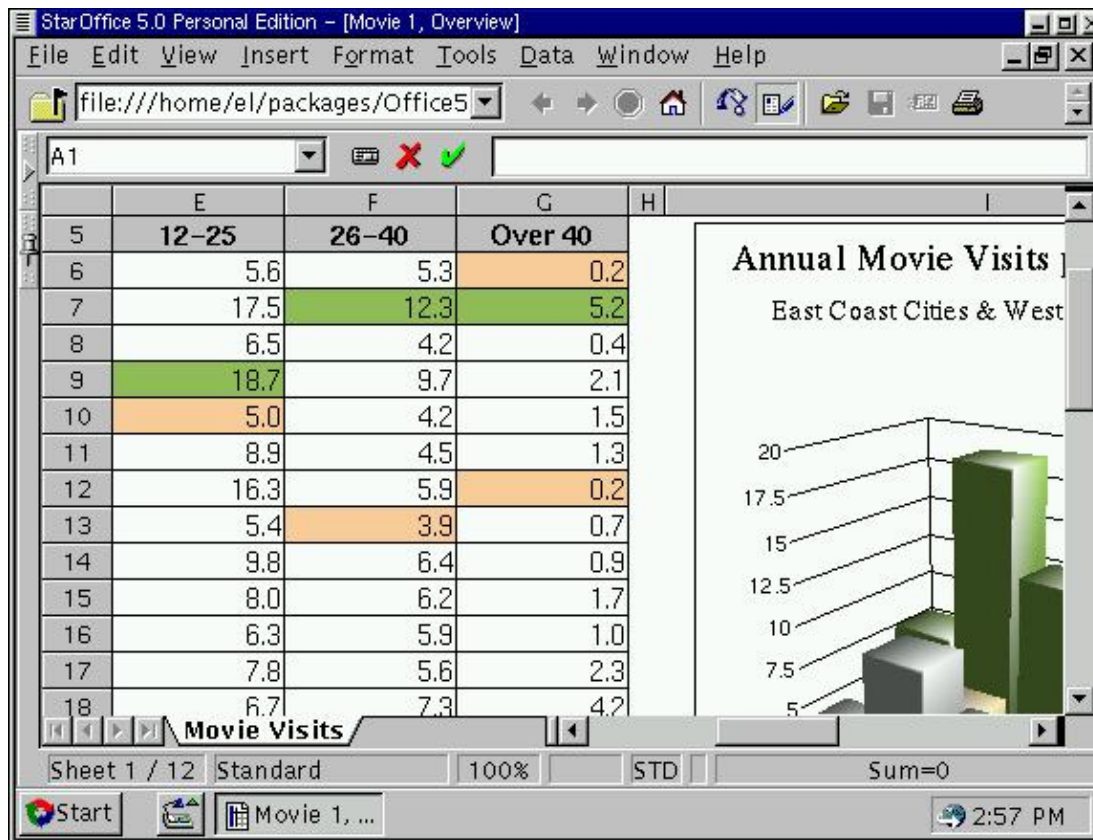 StarOffice 5.0 Personal Edition – [Movie 1, Overview]
File Edit View Insert Format Tools Data Window Help
file:///home/el/packages/Office5
A1
E F G H I
5 12–25 26–40 Over 40
6 5.6 5.3 0.2
7 17.5 12.3 5.2
8 6.5 4.2 0.4
9 18.7 9.7 2.1
10 5.0 4.2 1.5
11 8.9 4.5 1.3
12 16.3 5.9 0.2
13 5.4 3.9 0.7
14 9.8 6.4 0.9
15 8.0 6.2 1.7
16 6.3 5.9 1.0
17 7.8 5.6 2.3
18 6.7 7.3 4.2
Annual Movie Visits
East Coast Cities & West
20
17.5
15
12.5
10
7.5
5
Movie Visits
Sheet 1 / 12 Standard 100% STD Sum=0
Start Movie 1, ... 2:57 PM